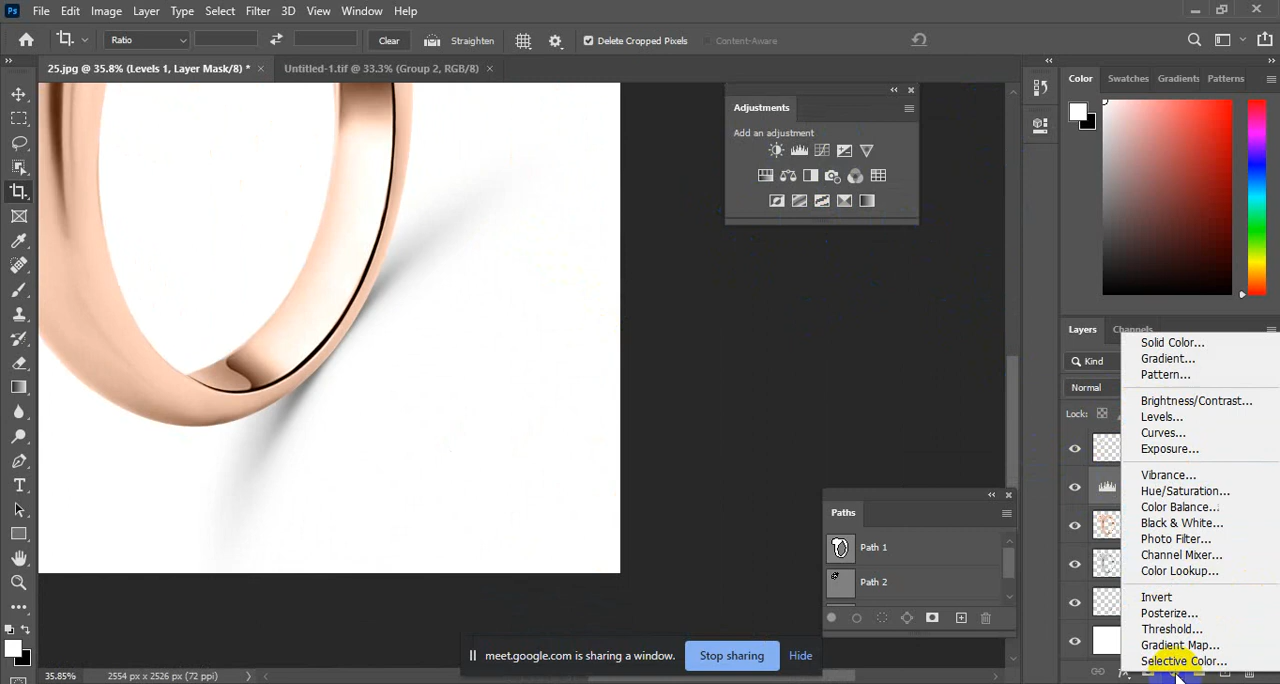 Ps File Edit Image Layer Type Select Filter 3D View Window Help
Ratio Clear Straighten Delete Cropped Pixels Content-Aware
25.jpg @ 35.8% (Levels 1, Layer Mask/8) * × Untitled-1.tif @ 33.3% (Group 2, RGB/8) ×
Color Swatches Gradients Patterns
Adjustments
Add an adjustment
Layers Channels
Kind
Normal
Lock:
Solid Color...
Gradient...
Pattern...
Brightness/Contrast...
Levels...
Curves...
Exposure...
Vibrance...
Hue/Saturation...
Color Balance...
Black & White...
Photo Filter...
Channel Mixer...
Color Lookup...
Invert
Posterize...
Threshold...
Gradient Map...
Selective Color...
Paths
Path 1
Path 2
meet.google.com is sharing a window. Stop sharing Hide
35.85% 2554 px x 2526 px (72 ppi)